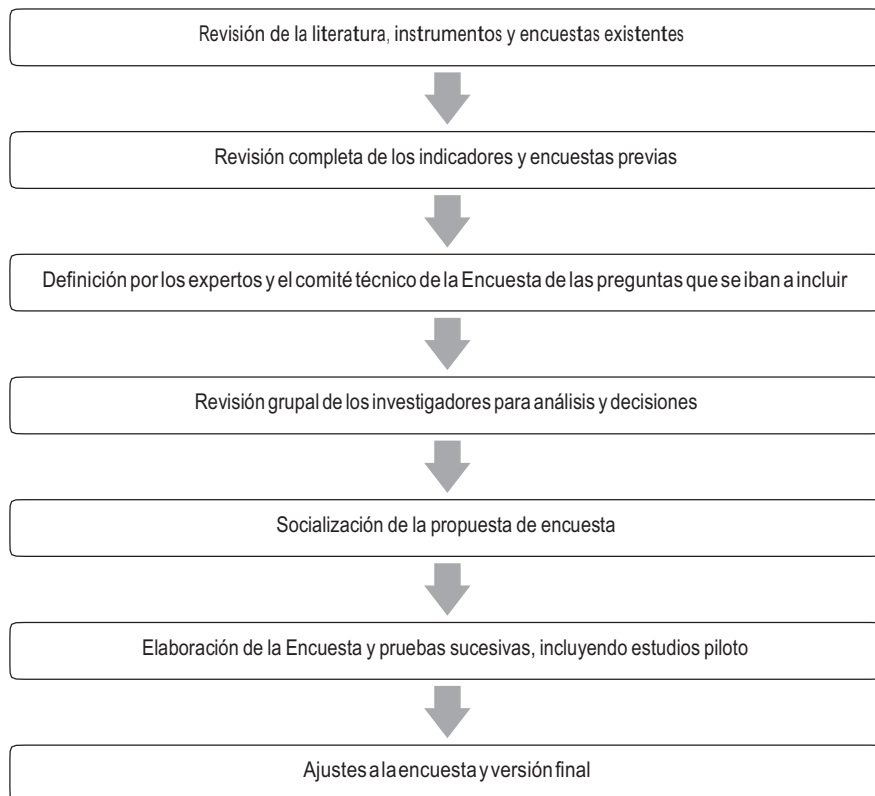 Revisión de la literatura, instrumentos y encuestas existentes
Revisión completa de los indicadores y encuestas previas
Definición por los expertos y el comité técnico de la Encuesta de las preguntas que se iban a incluir
Revisión grupal de los investigadores para análisis y decisiones
Socialización de la propuesta de encuesta
Elaboración de la Encuesta y pruebas sucesivas, incluyendo estudios piloto
Ajustes a la encuesta y versión final